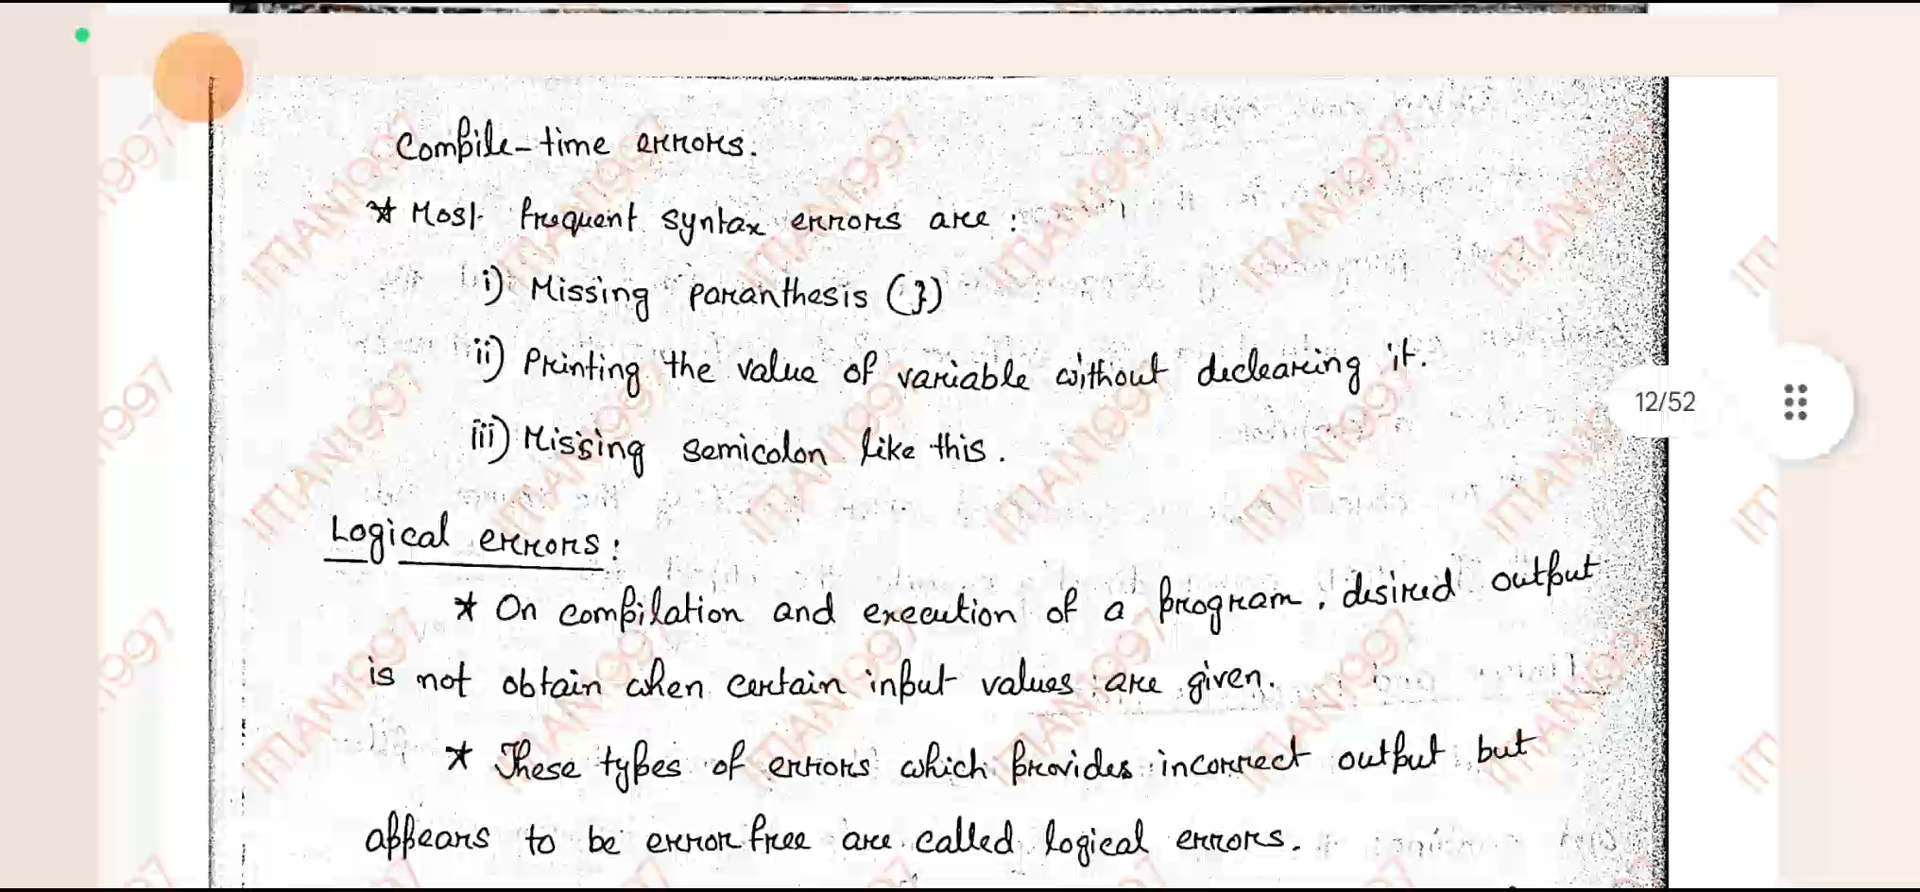 Compile-time errors.
* Most frequent syntax errors are :
i) Missing paranthesis (})
ii) Printing the value of variable without declearing it.
iii) Missing semicolon like this.
12/52
Logical errors :
* On compilation and execution of a program, desired output
is not obtain when certain input values are given.
* These types of errors which provides incorrect output but
appears to be error free are called logical errors.
IMAN1997